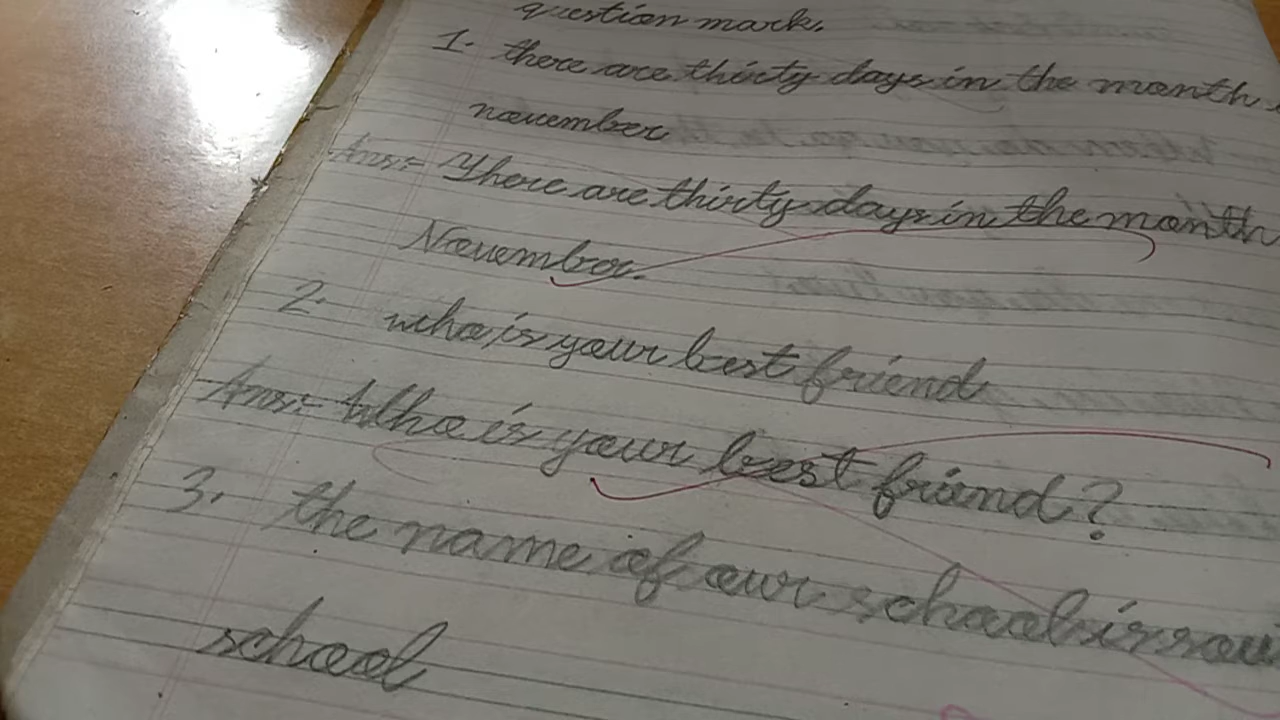 question mark.
1. there are thirty days in the month
november
Ans:- There are thirty days in the month
November.
2. who is your best friend
Ans:- Who is your best friend?
3. the name of our school is
school